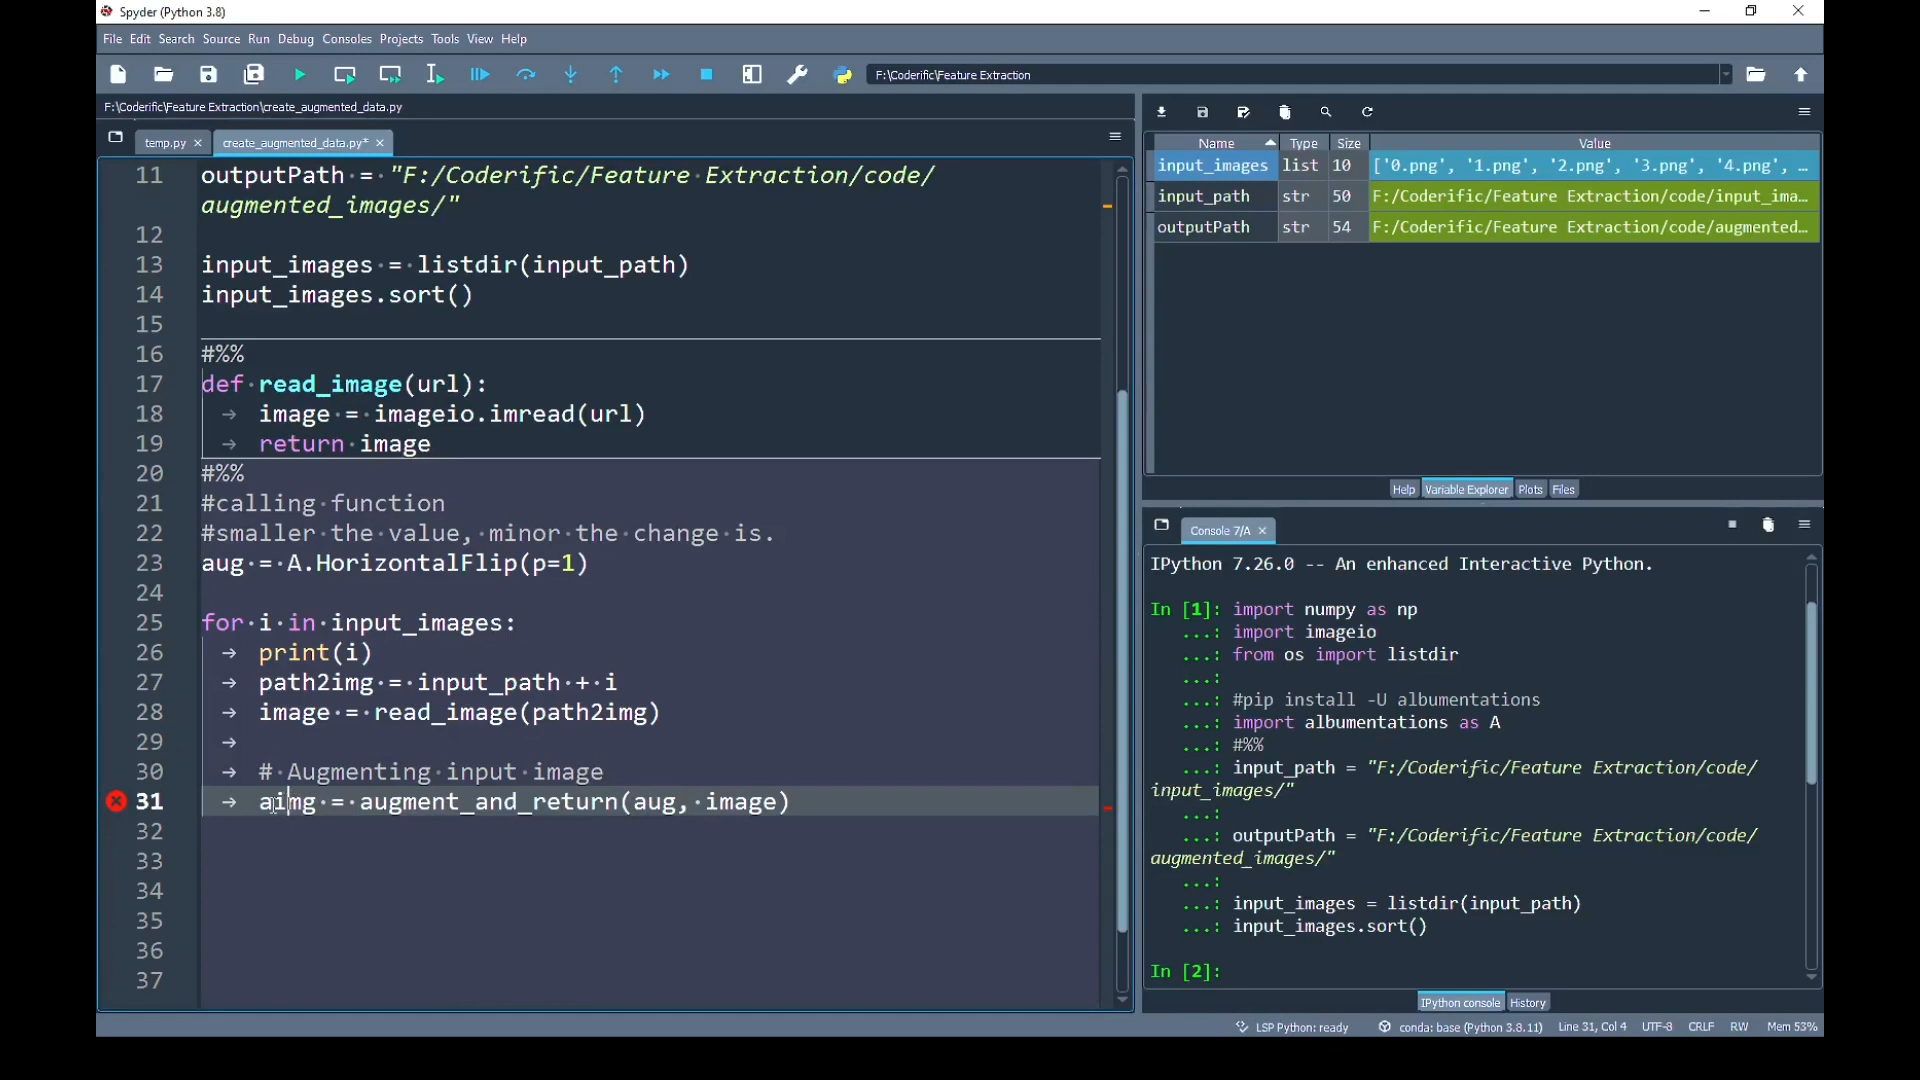 Spyder (Python 3.8)
File Edit Search Source Run Debug Consoles Projects Tools View Help
F:\Coderific\Feature Extraction
F:\Coderific\Feature Extraction\create_augmented_data.py
temp.py
create_augmented_data.py*
11 outputPath = "F:/Coderific/Feature Extraction/code/
augmented_images/"
12
13 input_images = listdir(input_path)
14 input_images.sort()
15
16 #%%
17 def read_image(url):
18 image = imageio.imread(url)
19 return image
20 #%%
21 #calling function
22 #smaller the value, minor the change is.
23 aug = A.HorizontalFlip(p=1)
24
25 for i in input_images:
26 print(i)
27 path2img = input_path + i
28 image = read_image(path2img)
29
30 # Augmenting input image
31 aimg = augment_and_return(aug, image)
32
33
34
35
36
37
Name Type Size Value
input_images list 10 ['0.png', '1.png', '2.png', '3.png', '4.png', …
input_path str 50 F:/Coderific/Feature Extraction/code/input_ima…
outputPath str 54 F:/Coderific/Feature Extraction/code/augmented…
Help Variable Explorer Plots Files
Console 7/A
IPython 7.26.0 -- An enhanced Interactive Python.
In [1]: import numpy as np
...: import imageio
...: from os import listdir
...:
...: #pip install -U albumentations
...: import albumentations as A
...: #%%
...: input_path = "F:/Coderific/Feature Extraction/code/
input_images/"
...:
...: outputPath = "F:/Coderific/Feature Extraction/code/
augmented_images/"
...:
...: input_images = listdir(input_path)
...: input_images.sort()
In [2]:
IPython console History
LSP Python: ready conda: base (Python 3.8.11) Line 31, Col 4 UTF-8 CRLF RW Mem 53%